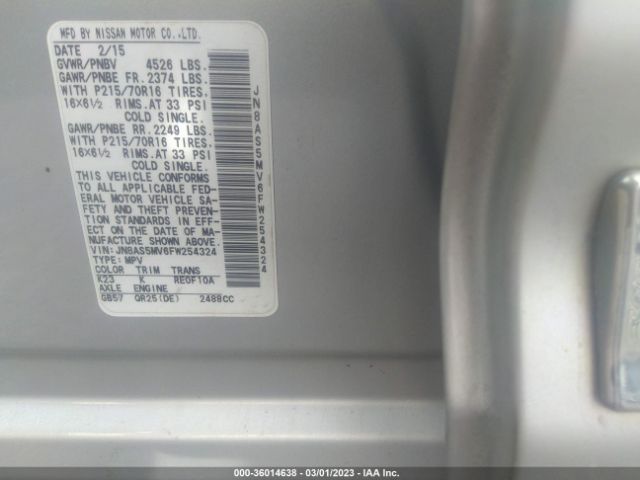 MFD BY NISSAN MOTOR CO.,LTD.
DATE 2/15
GVWR/PNBV 4526 LBS.
GAWR/PNBE FR. 2374 LBS.
WITH P215/70R16 TIRES,
16X6½ RIMS.AT 33 PSI
COLD SINGLE.
GAWR/PNBE RR. 2249 LBS.
WITH P215/70R16 TIRES,
16X6½ RIMS.AT 33 PSI
COLD SINGLE.
THIS VEHICLE CONFORMS
TO ALL APPLICABLE FED-
ERAL MOTOR VEHICLE SA-
FETY AND THEFT PREVEN-
TION STANDARDS IN EFF-
ECT ON THE DATE OF MA-
NUFACTURE SHOWN ABOVE.
VIN: JN8AS5MV6FW254324
TYPE: MPV
COLOR TRIM TRANS
K23 K RE0F10A
AXLE ENGINE
GB57 QR25(DE) 2488CC
JN8AS5MV6FW254324
000-36014638 - 03/01/2023 - IAA Inc.